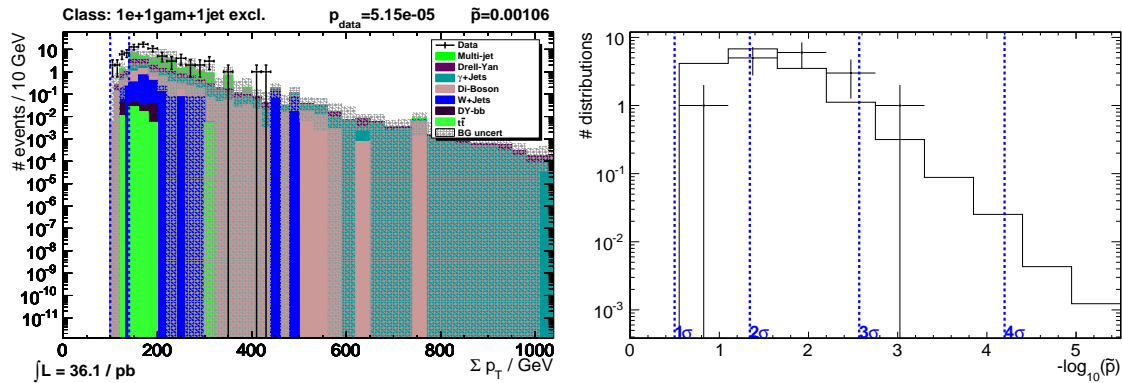 Class: 1e+1gam+1jet excl. p_data=5.15e-05 p̃=0.00106
# events / 10 GeV
10
1
10^-1
10^-2
10^-3
10^-4
10^-5
10^-6
10^-7
10^-8
10^-9
10^-10
10^-11
Data
Multi-jet
Drell-Yan
γ+Jets
Di-Boson
W+Jets
DY-bb
tt̄
BG uncert
0 200 400 600 800 1000
∫L = 36.1 / pb
Σ p_T / GeV
# distributions
10
1
10^-1
10^-2
10^-3
1σ 2σ 3σ 4σ
0 1 2 3 4 5
-log_10(p̃)